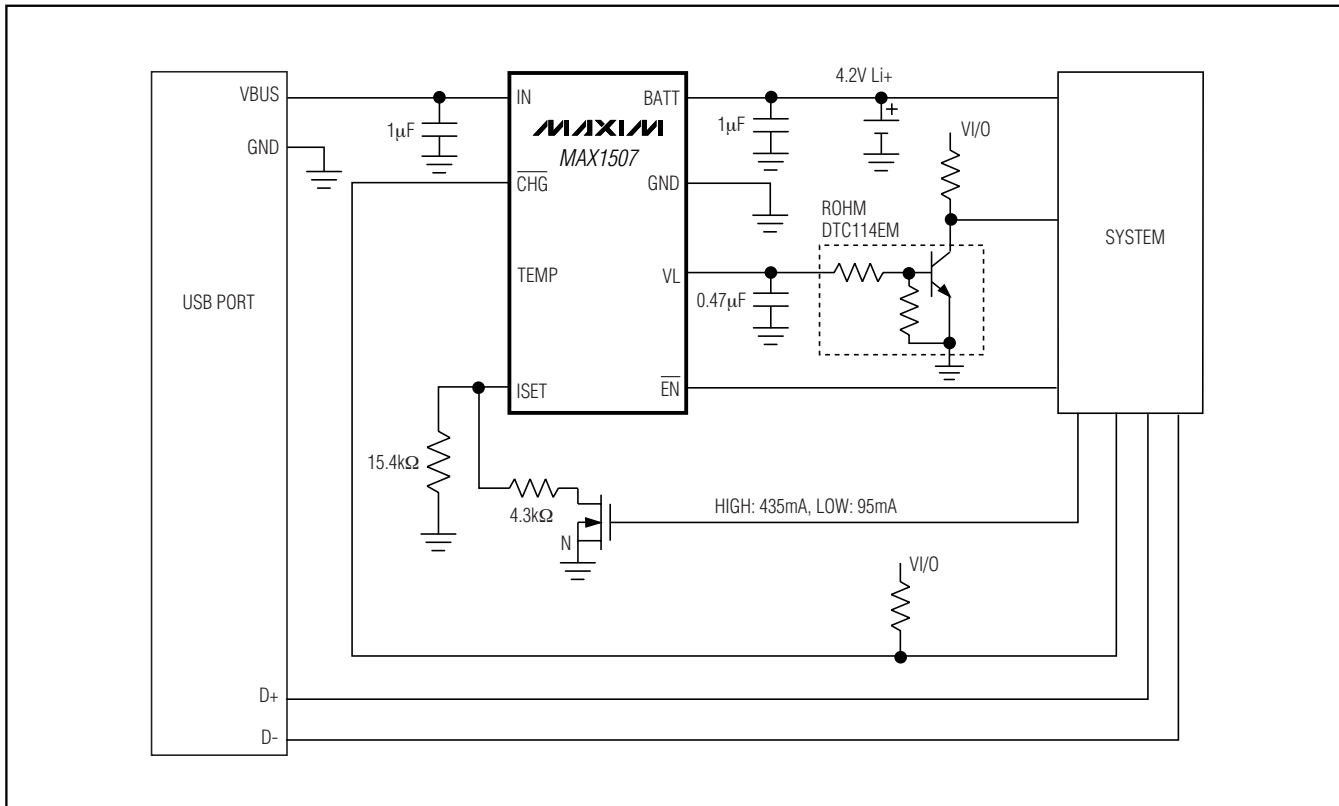 VBUS
GND
USB PORT
D+
D-
1µF
IN
BATT
MAXIM
MAX1507
CHG
GND
TEMP
VL
ISET
EN
1µF
4.2V Li+
+
VI/O
ROHM
DTC114EM
0.47µF
SYSTEM
15.4kΩ
4.3kΩ
N
HIGH: 435mA, LOW: 95mA
VI/O